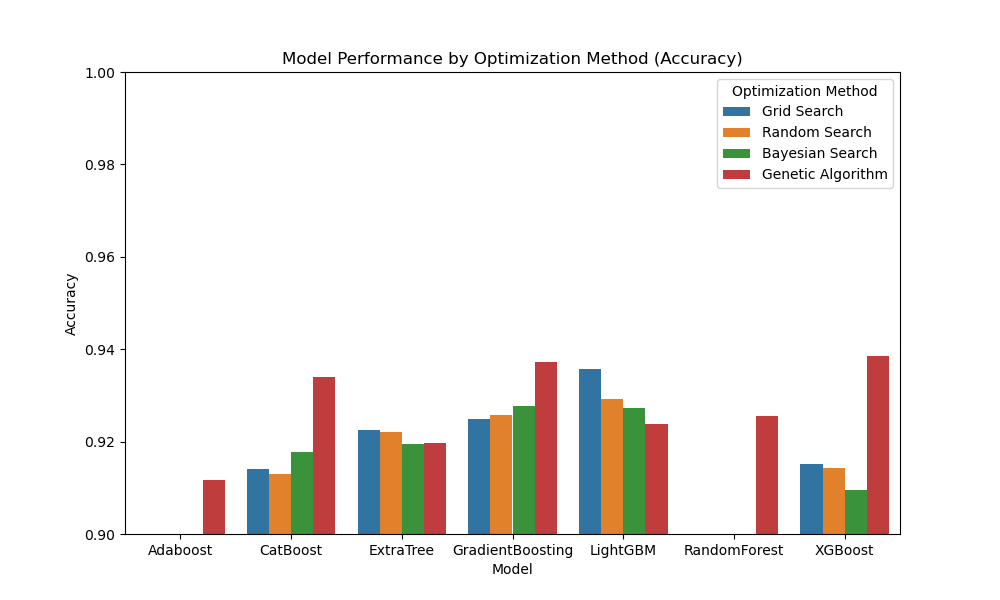 Model Performance by Optimization Method (Accuracy)
1.00
0.98
0.96
0.94
0.92
0.90
Accuracy
Optimization Method
Grid Search
Random Search
Bayesian Search
Genetic Algorithm
Adaboost CatBoost ExtraTree GradientBoosting LightGBM RandomForest XGBoost
Model